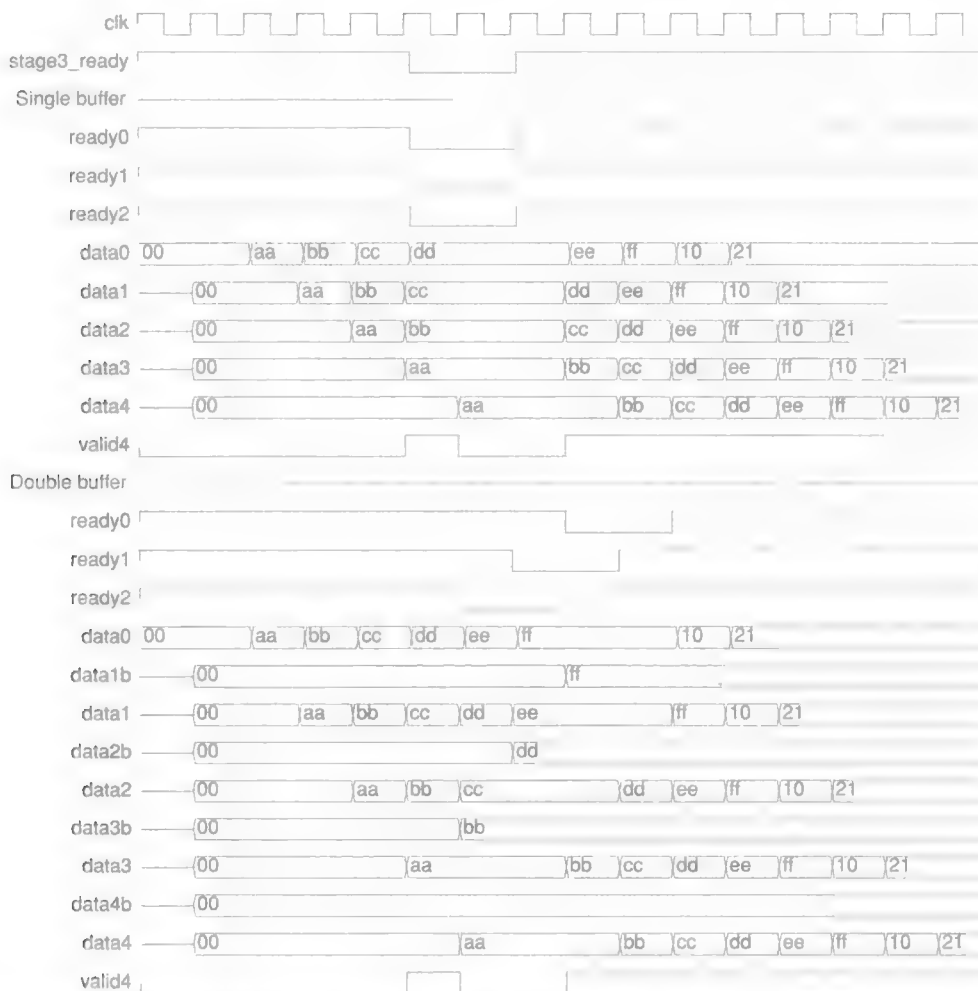 clk
stage3_ready
Single buffer
ready0
ready1
ready2
data0 00 aa bb cc dd ee ff 10 21
data1 00 aa bb cc dd ee ff 10 21
data2 00 aa bb cc dd ee ff 10 21
data3 00 aa bb cc dd ee ff 10 21
data4 00 aa bb cc dd ee ff 10 21
valid4
Double buffer
ready0
ready1
ready2
data0 00 aa bb cc dd ee ff 10 21
data1b 00 ff
data1 00 aa bb cc dd ee ff 10 21
data2b 00 dd
data2 00 aa bb cc dd ee ff 10 21
data3b 00 bb
data3 00 aa bb cc dd ee ff 10 21
data4b 00
data4 00 aa bb cc dd ee ff 10 21
valid4